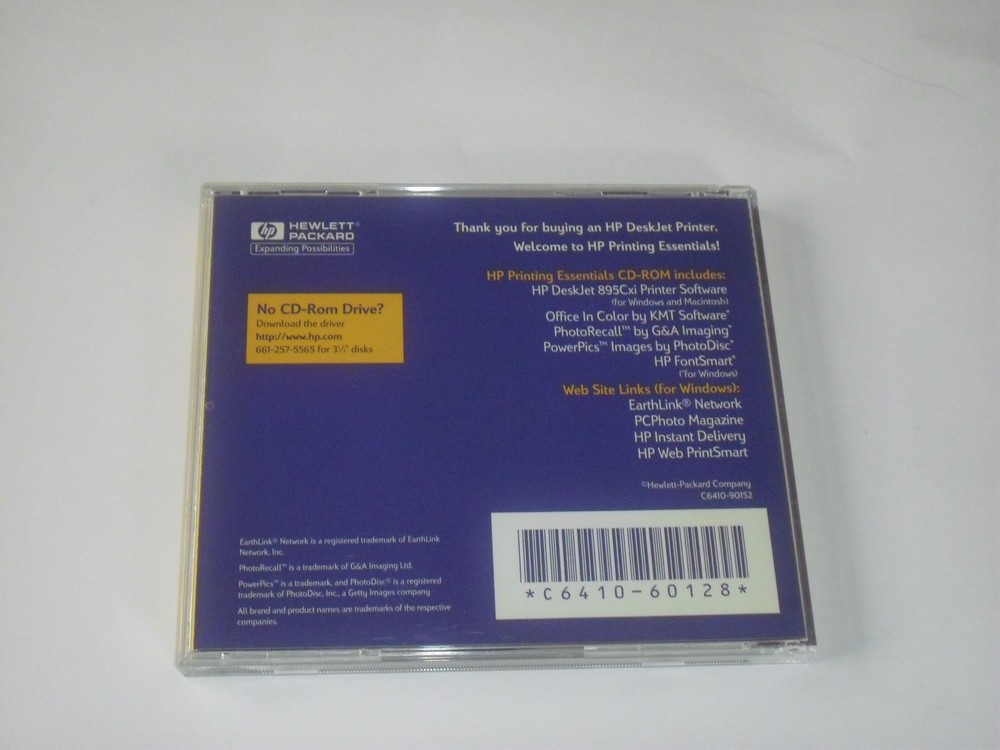 hp HEWLETT®
PACKARD
Expanding Possibilities
Thank you for buying an HP DeskJet Printer.
Welcome to HP Printing Essentials!
No CD-Rom Drive?
Download the driver
http://www.hp.com
661-257-5565 for 3½" disks
HP Printing Essentials CD-ROM includes:
HP DeskJet 895Cxi Printer Software
(for Windows and Macintosh)
Office In Color by KMT Software*
PhotoRecall™ by G&A Imaging*
PowerPics™ Images by PhotoDisc*
HP FontSmart*
(*for Windows)
Web Site Links (for Windows):
EarthLink® Network
PCPhoto Magazine
HP Instant Delivery
HP Web PrintSmart
©Hewlett-Packard Company
C6410-90152
EarthLink® Network is a registered trademark of EarthLink
Network, Inc.
PhotoRecall™ is a trademark of G&A Imaging Ltd.
PowerPics™ is a trademark, and PhotoDisc® is a registered
trademark of PhotoDisc, Inc., a Getty Images company
All brand and product names are trademarks of the respective
companies.
*C6410-60128*